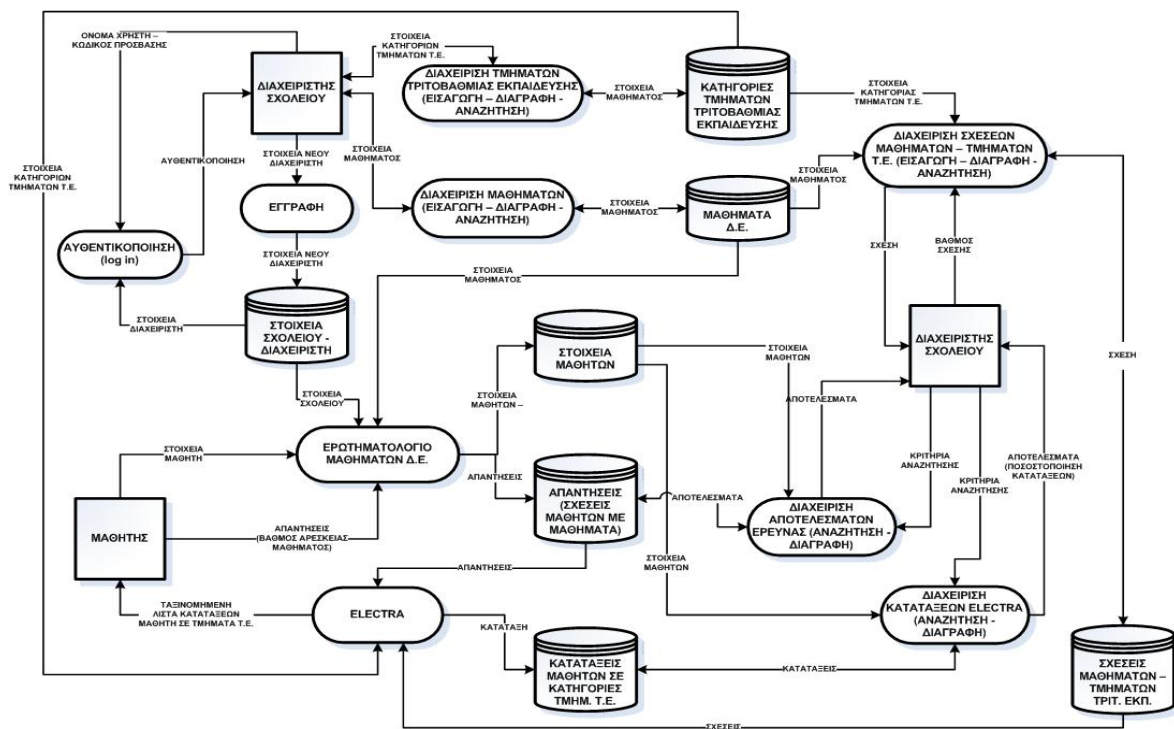 ΟΝΟΜΑ ΧΡΗΣΤΗ –
ΚΩΔΙΚΟΣ ΠΡΟΣΒΑΣΗΣ
ΔΙΑΧΕΙΡΙΣΤΗΣ
ΣΧΟΛΕΙΟΥ
ΣΤΟΙΧΕΙΑ
ΚΑΤΗΓΟΡΙΩΝ
ΤΜΗΜΑΤΩΝ Τ.Ε.
ΔΙΑΧΕΙΡΙΣΗ ΤΜΗΜΑΤΩΝ
ΤΡΙΤΟΒΑΘΜΙΑΣ ΕΚΠΑΙΔΕΥΣΗΣ
(ΕΙΣΑΓΩΓΗ – ΔΙΑΓΡΑΦΗ -
ΑΝΑΖΗΤΗΣΗ)
ΣΤΟΙΧΕΙΑ
ΜΑΘΗΜΑΤΟΣ
ΚΑΤΗΓΟΡΙΕΣ
ΤΜΗΜΑΤΩΝ
ΤΡΙΤΟΒΑΘΜΙΑΣ
ΕΚΠΑΙΔΕΥΣΗΣ
ΣΤΟΙΧΕΙΑ
ΚΑΤΗΓΟΡΙΑΣ
ΤΜΗΜΑΤΩΝ Τ.Ε.
ΔΙΑΧΕΙΡΙΣΗ ΣΧΕΣΕΩΝ
ΜΑΘΗΜΑΤΩΝ – ΤΜΗΜΑΤΩΝ
Τ.Ε. (ΕΙΣΑΓΩΓΗ – ΔΙΑΓΡΑΦΗ -
ΑΝΑΖΗΤΗΣΗ)
ΣΤΟΙΧΕΙΑ
ΚΑΤΗΓΟΡΙΩΝ
ΤΜΗΜΑΤΩΝ Τ.Ε.
ΑΥΘΕΝΤΙΚΟΠΟΙΗΣΗ
ΣΤΟΙΧΕΙΑ ΝΕΟΥ
ΔΙΑΧΕΙΡΙΣΤΗ
ΣΤΟΙΧΕΙΑ
ΜΑΘΗΜΑΤΟΣ
ΕΓΓΡΑΦΗ
ΔΙΑΧΕΙΡΙΣΗ ΜΑΘΗΜΑΤΩΝ
(ΕΙΣΑΓΩΓΗ – ΔΙΑΓΡΑΦΗ -
ΑΝΑΖΗΤΗΣΗ)
ΣΤΟΙΧΕΙΑ
ΜΑΘΗΜΑΤΟΣ
ΜΑΘΗΜΑΤΑ
Δ.Ε.
ΣΤΟΙΧΕΙΑ
ΜΑΘΗΜΑΤΟΣ
ΑΥΘΕΝΤΙΚΟΠΟΙΗΣΗ
(log in)
ΣΤΟΙΧΕΙΑ ΝΕΟΥ
ΔΙΑΧΕΙΡΙΣΤΗ
ΣΤΟΙΧΕΙΑ
ΜΑΘΗΜΑΤΟΣ
ΣΧΕΣΗ
ΒΑΘΜΟΣ
ΣΧΕΣΗΣ
ΣΤΟΙΧΕΙΑ
ΔΙΑΧΕΙΡΙΣΤΗ
ΣΤΟΙΧΕΙΑ
ΣΧΟΛΕΙΟΥ -
ΔΙΑΧΕΙΡΙΣΤΗ
ΣΤΟΙΧΕΙΑ
ΜΑΘΗΤΩΝ
ΣΤΟΙΧΕΙΑ
ΜΑΘΗΤΩΝ
ΔΙΑΧΕΙΡΙΣΤΗΣ
ΣΧΟΛΕΙΟΥ
ΣΧΕΣΗ
ΣΤΟΙΧΕΙΑ
ΣΧΟΛΕΙΟΥ
ΣΤΟΙΧΕΙΑ
ΜΑΘΗΤΩΝ –
ΑΠΟΤΕΛΕΣΜΑΤΑ
ΣΤΟΙΧΕΙΑ
ΜΑΘΗΤΗ
ΕΡΩΤΗΜΑΤΟΛΟΓΙΟ
ΜΑΘΗΜΑΤΩΝ Δ.Ε.
ΑΠΑΝΤΗΣΕΙΣ
ΚΡΙΤΗΡΙΑ
ΑΝΑΖΗΤΗΣΗΣ
ΚΡΙΤΗΡΙΑ
ΑΝΑΖΗΤΗΣΗΣ
ΑΠΟΤΕΛΕΣΜΑΤΑ
(ΠΟΣΟΣΤΟΠΟΙΗΣΗ
ΚΑΤΑΤΑΞΕΩΝ)
ΜΑΘΗΤΗΣ
ΑΠΑΝΤΗΣΕΙΣ
(ΒΑΘΜΟΣ ΑΡΕΣΚΕΙΑΣ
ΜΑΘΗΜΑΤΟΣ)
ΑΠΑΝΤΗΣΕΙΣ
(ΣΧΕΣΕΙΣ
ΜΑΘΗΤΩΝ ΜΕ
ΜΑΘΗΜΑΤΑ)
ΑΠΟΤΕΛΕΣΜΑΤΑ
ΔΙΑΧΕΙΡΙΣΗ
ΑΠΟΤΕΛΕΣΜΑΤΩΝ
ΕΡΕΥΝΑΣ (ΑΝΑΖΗΤΗΣΗ -
ΔΙΑΓΡΑΦΗ)
ΑΠΑΝΤΗΣΕΙΣ
ΣΤΟΙΧΕΙΑ
ΜΑΘΗΤΩΝ
ΤΑΞΙΝΟΜΗΜΕΝΗ
ΛΙΣΤΑ ΚΑΤΑΤΑΞΕΩΝ
ΜΑΘΗΤΗ ΣΕ ΤΜΗΜΑΤΑ Τ.Ε.
ELECTRA
ΚΑΤΑΤΑΞΗ
ΔΙΑΧΕΙΡΙΣΗ
ΚΑΤΑΤΑΞΕΩΝ ELECTRA
(ΑΝΑΖΗΤΗΣΗ -
ΔΙΑΓΡΑΦΗ)
ΚΑΤΑΤΑΞΕΙΣ
ΜΑΘΗΤΩΝ ΣΕ
ΚΑΤΗΓΟΡΙΕΣ
ΤΜΗΜ. Τ.Ε.
ΚΑΤΑΤΑΞΕΙΣ
ΣΧΕΣΕΙΣ
ΜΑΘΗΜΑΤΩΝ –
ΤΜΗΜΑΤΩΝ
ΤΡΙΤ. ΕΚΠ.
ΣΧΕΣΕΙΣ